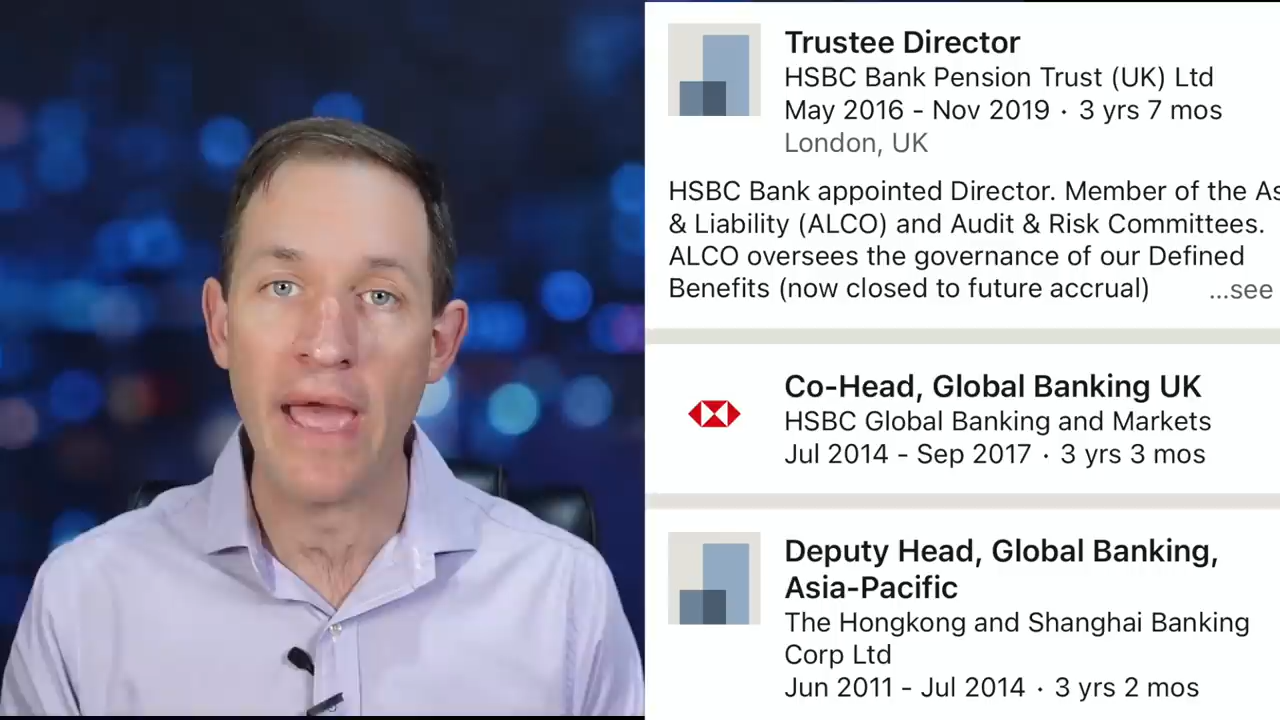 Trustee Director
HSBC Bank Pension Trust (UK) Ltd
May 2016 - Nov 2019 · 3 yrs 7 mos
London, UK
HSBC Bank appointed Director. Member of the
& Liability (ALCO) and Audit & Risk Committees.
ALCO oversees the governance of our Defined
Benefits (now closed to future accrual) ...see
Co-Head, Global Banking UK
HSBC Global Banking and Markets
Jul 2014 - Sep 2017 · 3 yrs 3 mos
Deputy Head, Global Banking,
Asia-Pacific
The Hongkong and Shanghai Banking
Corp Ltd
Jun 2011 - Jul 2014 · 3 yrs 2 mos